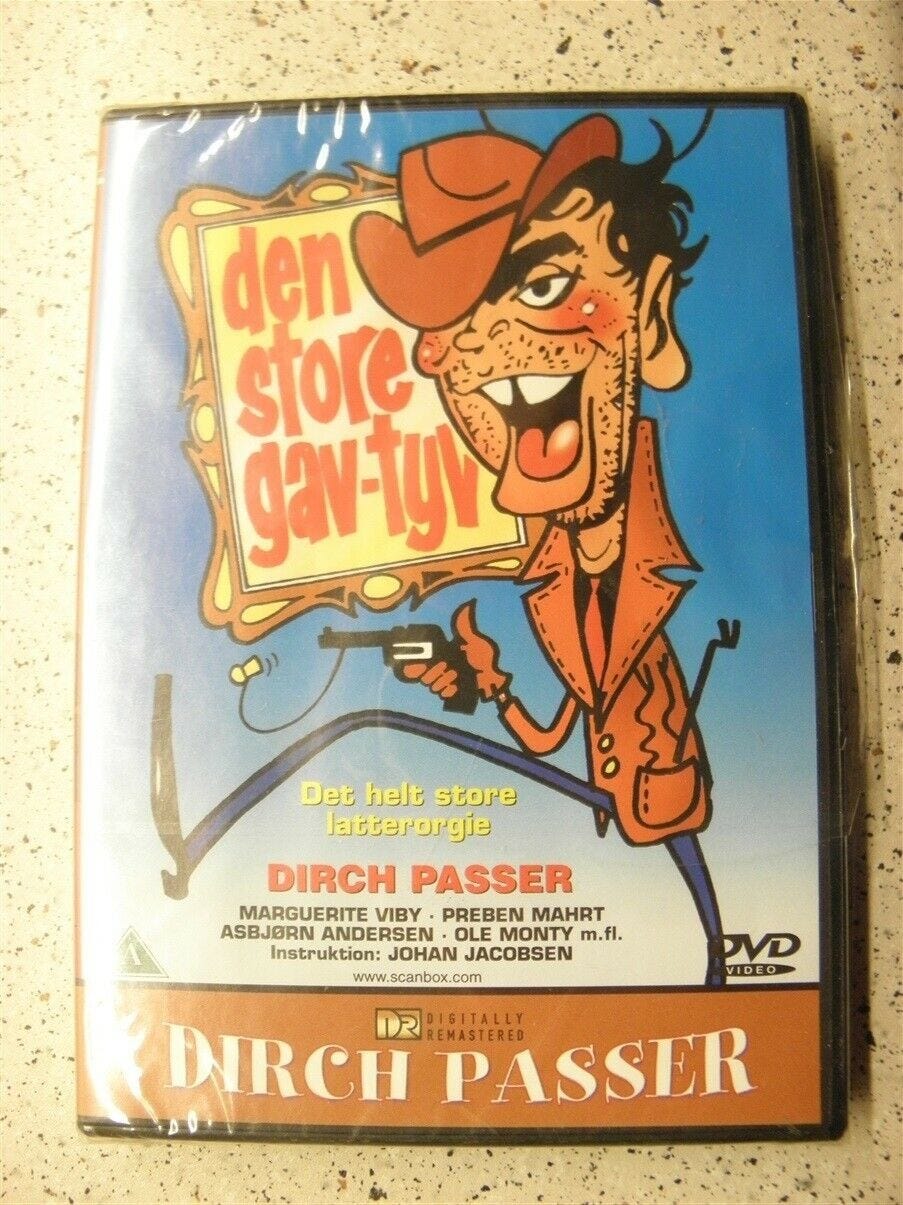 den
store
gav-tyv
Det helt store
latterorgie
DIRCH PASSER
MARGUERITE VIBY · PREBEN MAHRT
ASBJØRN ANDERSEN · OLE MONTY m.fl.
Instruktion: JOHAN JACOBSEN
www.scanbox.com
DVD
VIDEO
DR DIGITALLY
REMASTERED
DIRCH PASSER